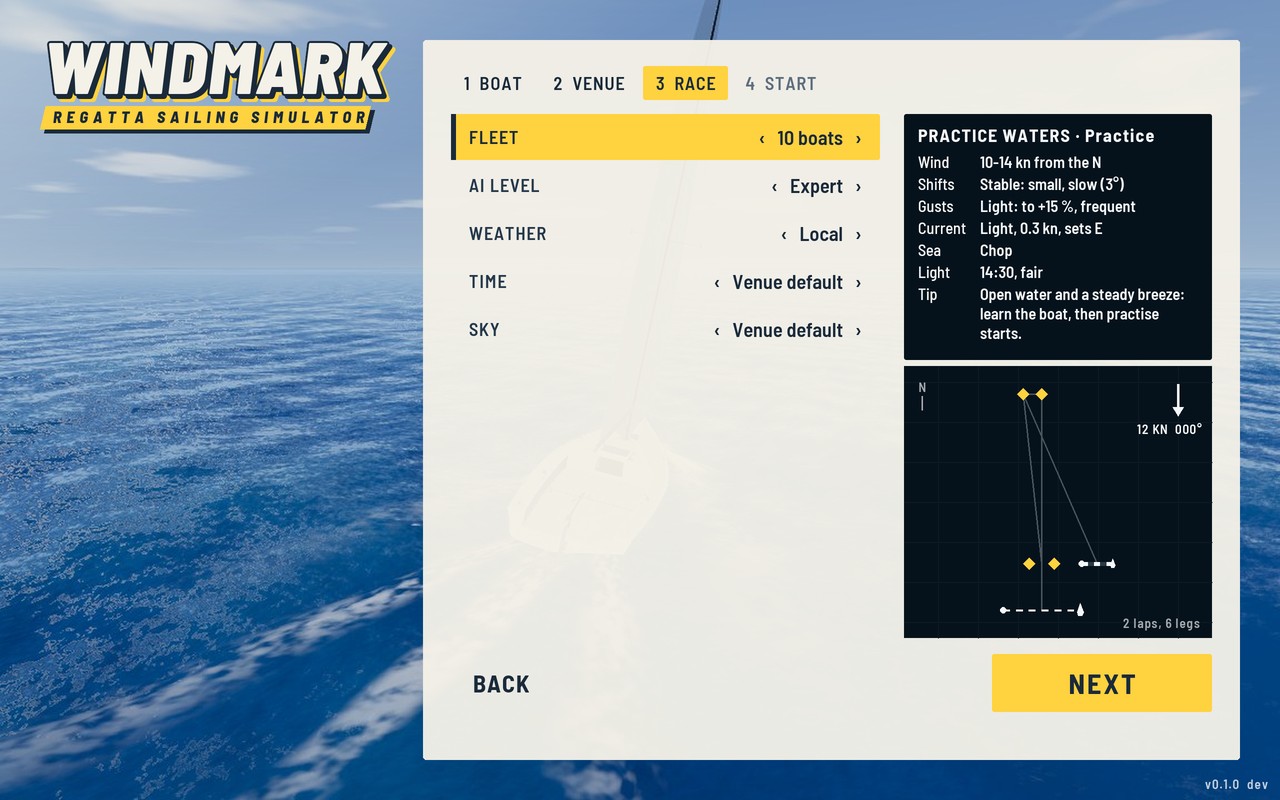 WINDMARK
REGATTA SAILING SIMULATOR
1 BOAT 2 VENUE 3 RACE 4 START
FLEET ‹ 10 boats ›
AI LEVEL ‹ Expert ›
WEATHER ‹ Local ›
TIME ‹ Venue default ›
SKY ‹ Venue default ›
PRACTICE WATERS · Practice
Wind 10-14 kn from the N
Shifts Stable: small, slow (3°)
Gusts Light: to +15 %, frequent
Current Light, 0.3 kn, sets E
Sea Chop
Light 14:30, fair
Tip Open water and a steady breeze:
learn the boat, then practise
starts.
N
12 KN 000°
2 laps, 6 legs
BACK
NEXT
v0.1.0 dev